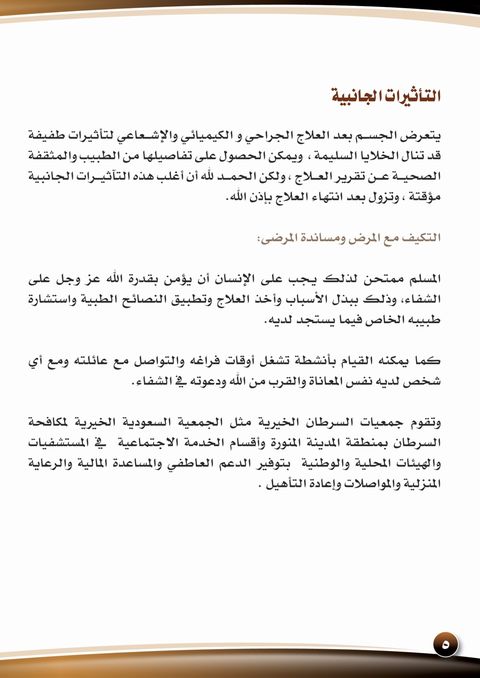 التأثيرات الجانبية
يتعرض الجسم بعد العلاج الجراحي و الكيميائي والإشعاعي لتأثيرات طفيفة
قد تنال الخلايا السليمة ، ويمكن الحصول على تفاصيلها من الطبيب والمثقفة
الصحية عن تقرير العلاج ، ولكن الحمد لله أن أغلب هذه التأثيرات الجانبية
مؤقتة ، وتزول بعد انتهاء العلاج بإذن الله.
التكيف مع المرض ومساندة المرضى:
المسلم ممتحن لذلك يجب على الإنسان أن يؤمن بقدرة الله عز وجل على
الشفاء، وذلك ببذل الأسباب وأخذ العلاج وتطبيق النصائح الطبية واستشارة
طبيبه الخاص فيما يستجد لديه.
كما يمكنه القيام بأنشطة تشغل أوقات فراغه والتواصل مع عائلته ومع أي
شخص لديه نفس المعاناة والقرب من الله ودعوته في الشفاء.
وتقوم جمعيات السرطان الخيرية مثل الجمعية السعودية الخيرية لمكافحة
السرطان بمنطقة المدينة المنورة وأقسام الخدمة الاجتماعية في المستشفيات
والهيئات المحلية والوطنية بتوفير الدعم العاطفي والمساعدة المالية والرعاية
المنزلية والمواصلات وإعادة التأهيل .
٥